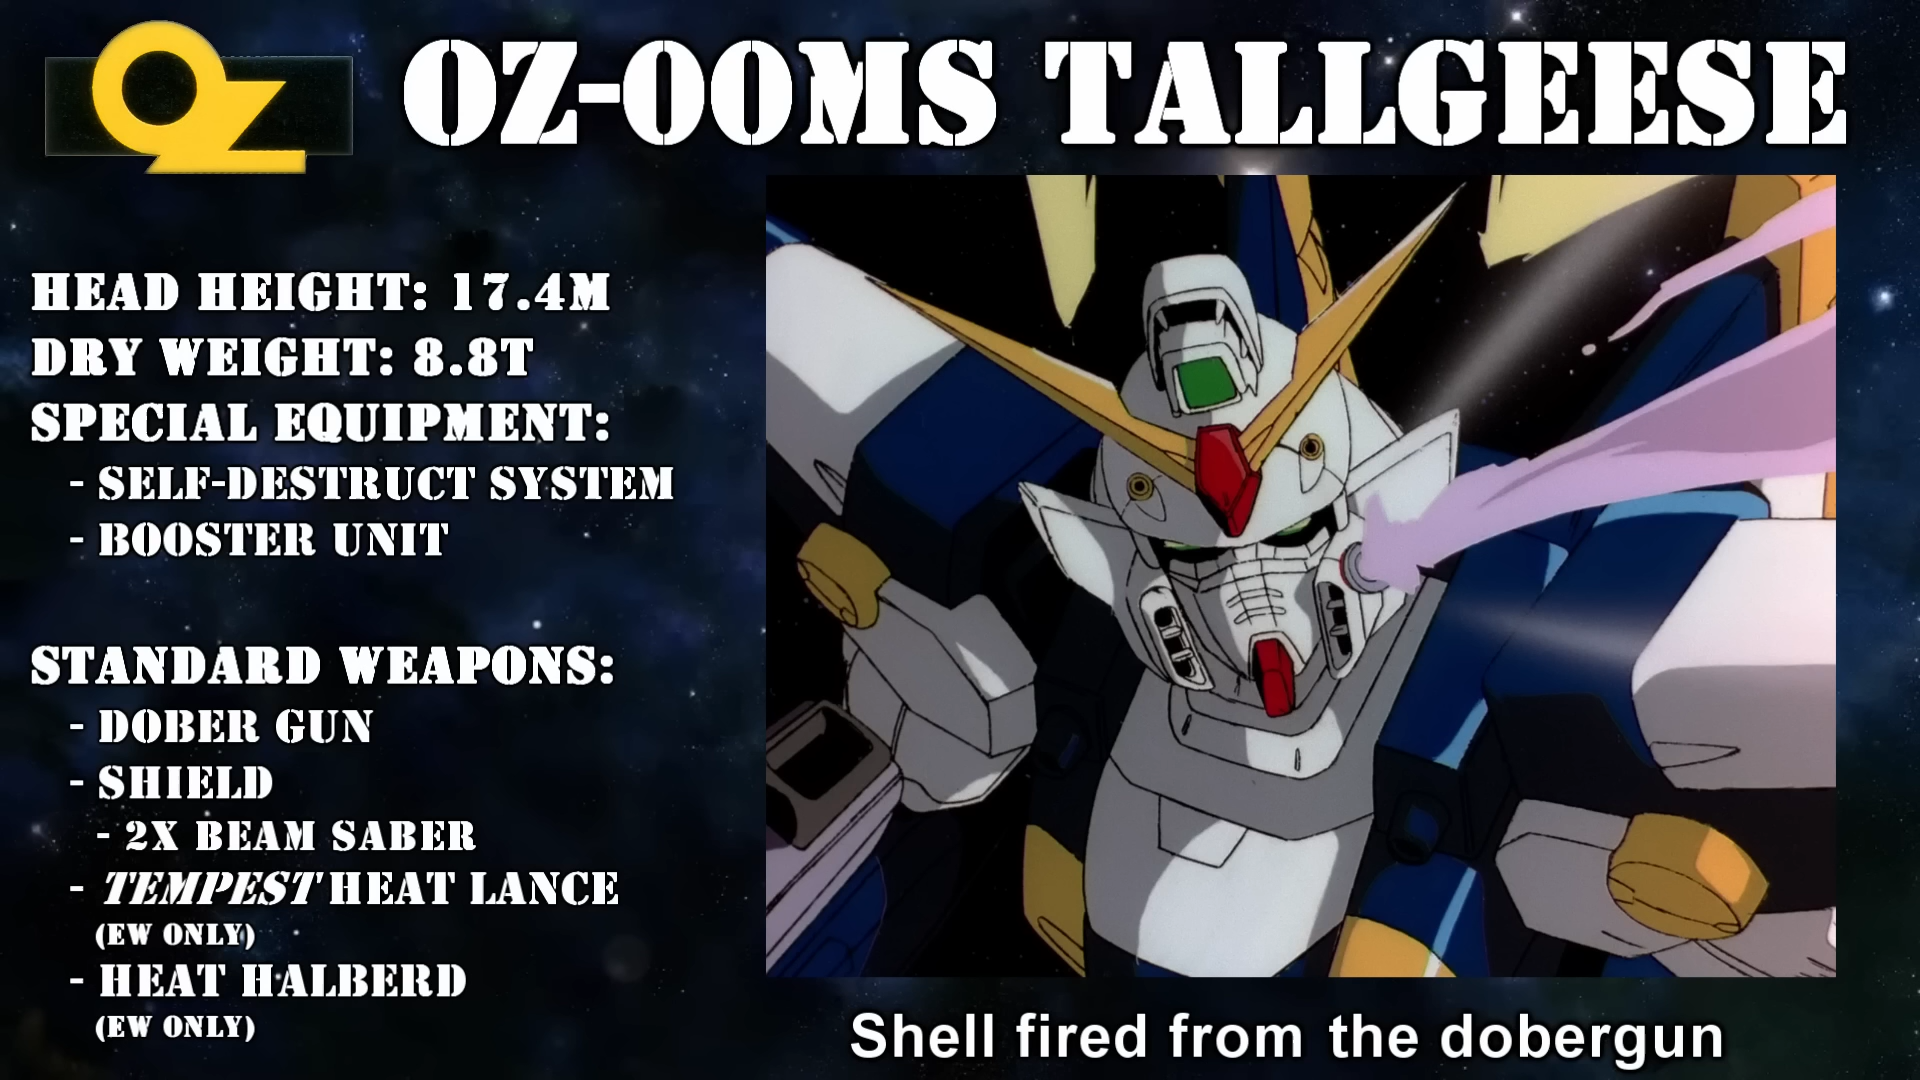 OZ
OZ-00MS TALLGEESE
HEAD HEIGHT: 17.4M
DRY WEIGHT: 8.8T
SPECIAL EQUIPMENT:
- SELF-DESTRUCT SYSTEM
- BOOSTER UNIT
STANDARD WEAPONS:
- DOBER GUN
- SHIELD
- 2X BEAM SABER
- TEMPEST HEAT LANCE
(EW ONLY)
- HEAT HALBERD
(EW ONLY)
Shell fired from the dobergun